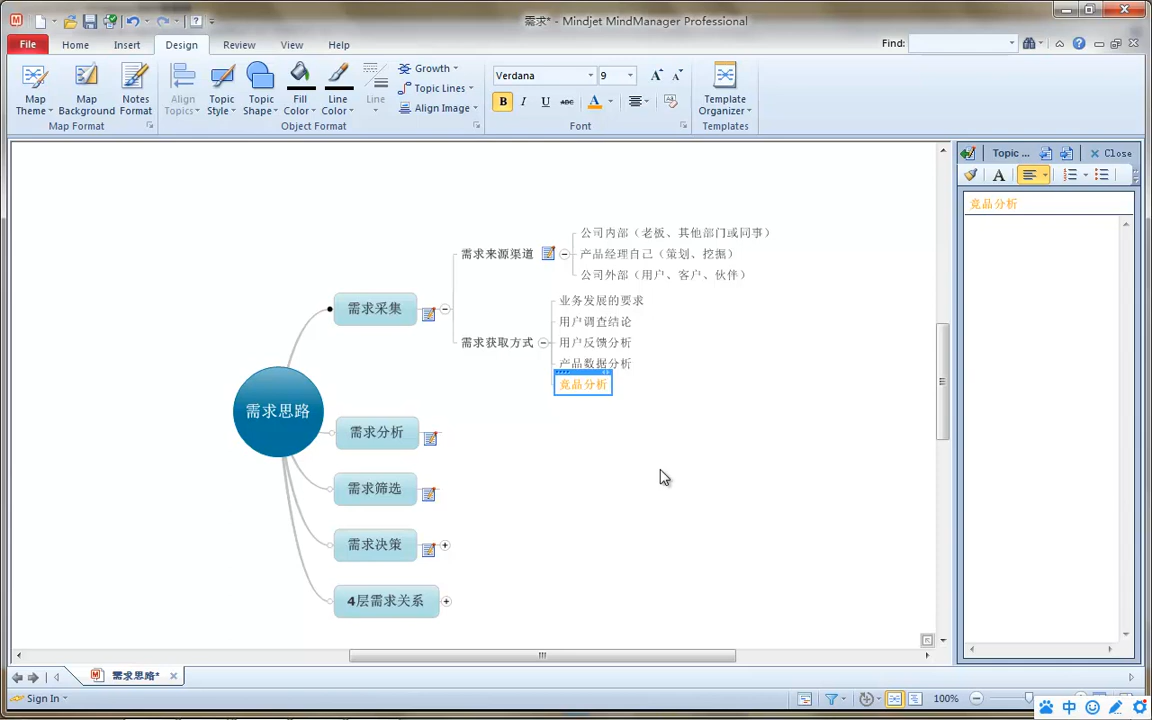 需求* - Mindjet MindManager Professional
File Home Insert Design Review View Help Find:
Map Theme
Map Background
Notes Format
Align Topics
Topic Style
Topic Shape
Fill Color
Line Color
Line
Growth
Topic Lines
Align Image
Verdana 9
B I U ABC A
Template Organizer
Map Format Object Format Font Templates
Topic ... Close
A
竟品分析
公司内部（老板、其他部门或同事）
需求来源渠道
产品经理自己（策划、挖掘）
公司外部（用户、客户、伙伴）
需求采集
业务发展的要求
用户调查结论
需求获取方式
用户反馈分析
产品数据分析
竟品分析
需求思路
需求分析
需求筛选
需求决策
4层需求关系
需求思路*
Sign In 100%
中